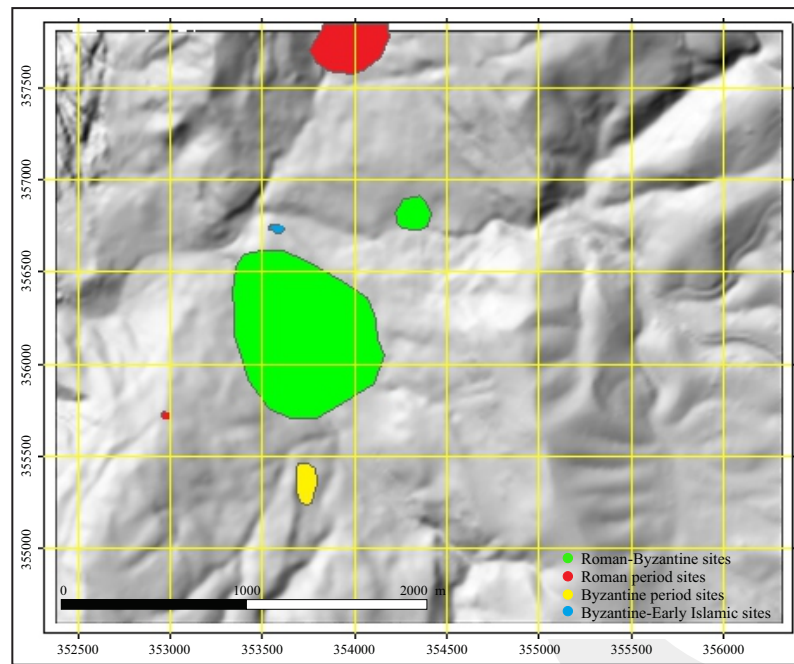 357500
357000
356500
356000
355500
355000
Roman-Byzantine sites
Roman period sites
Byzantine period sites
Byzantine-Early Islamic sites
0 1000 2000 m
352500 353000 353500 354000 354500 355000 355500 356000